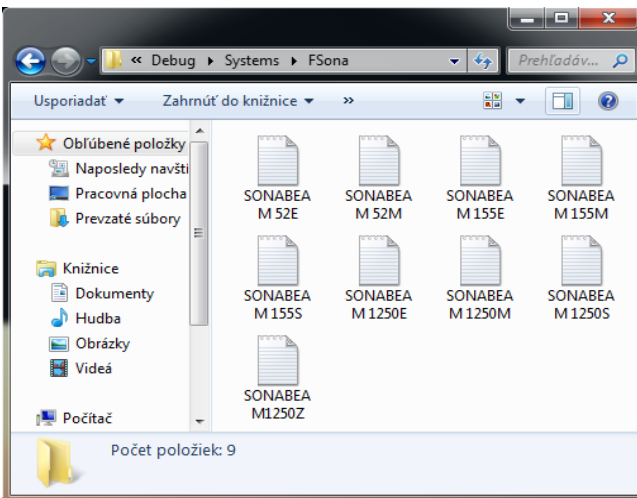 « Debug ▸ Systems ▸ FSona
Prehľadáv...
Usporiadať Zahrnúť do knižnice »
Obľúbené položky
Naposledy navští
Pracovná plocha
Prevzaté súbory
Knižnice
Dokumenty
Hudba
Obrázky
Videá
Počítač
SONABEA
M 52E
SONABEA
M 52M
SONABEA
M 155E
SONABEA
M 155M
SONABEA
M 155S
SONABEA
M 1250E
SONABEA
M 1250M
SONABEA
M 1250S
SONABEA
M1250Z
Počet položiek: 9